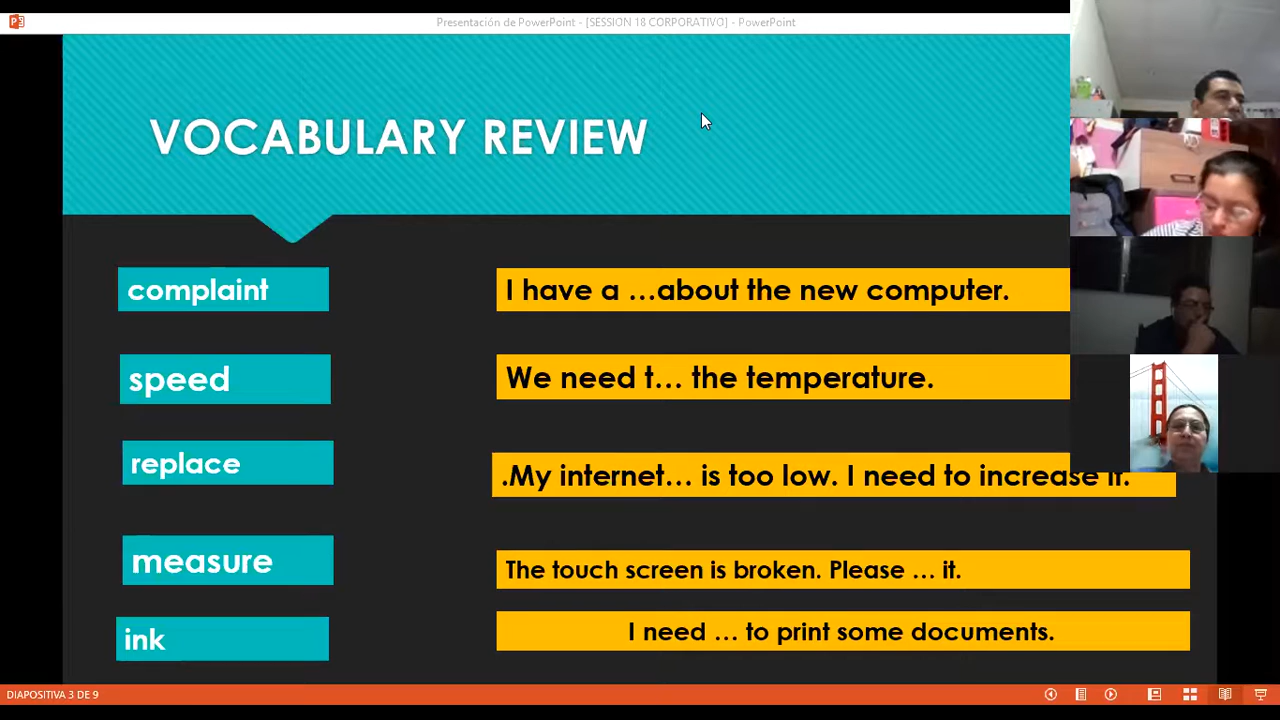 Presentación de PowerPoint - [SESSION 18 CORPORATIVO] - PowerPoint
VOCABULARY REVIEW
complaint
I have a ...about the new computer.
speed
We need t... the temperature.
replace
.My internet... is too low. I need to increase it.
measure
The touch screen is broken. Please ... it.
ink
I need ... to print some documents.
DIAPOSITIVA 3 DE 9